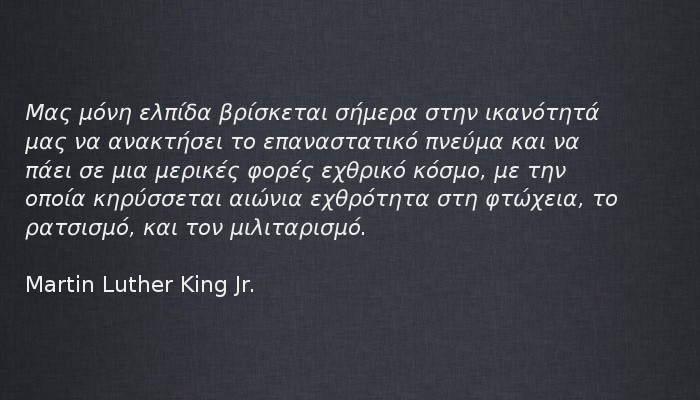 Μας μόνη ελπίδα βρίσκεται σήμερα στην ικανότητά
μας να ανακτήσει το επαναστατικό πνεύμα και να
πάει σε μια μερικές φορές εχθρικό κόσμο, με την
οποία κηρύσσεται αιώνια εχθρότητα στη φτώχεια, το
ρατσισμό, και τον μιλιταρισμό.
Martin Luther King Jr.